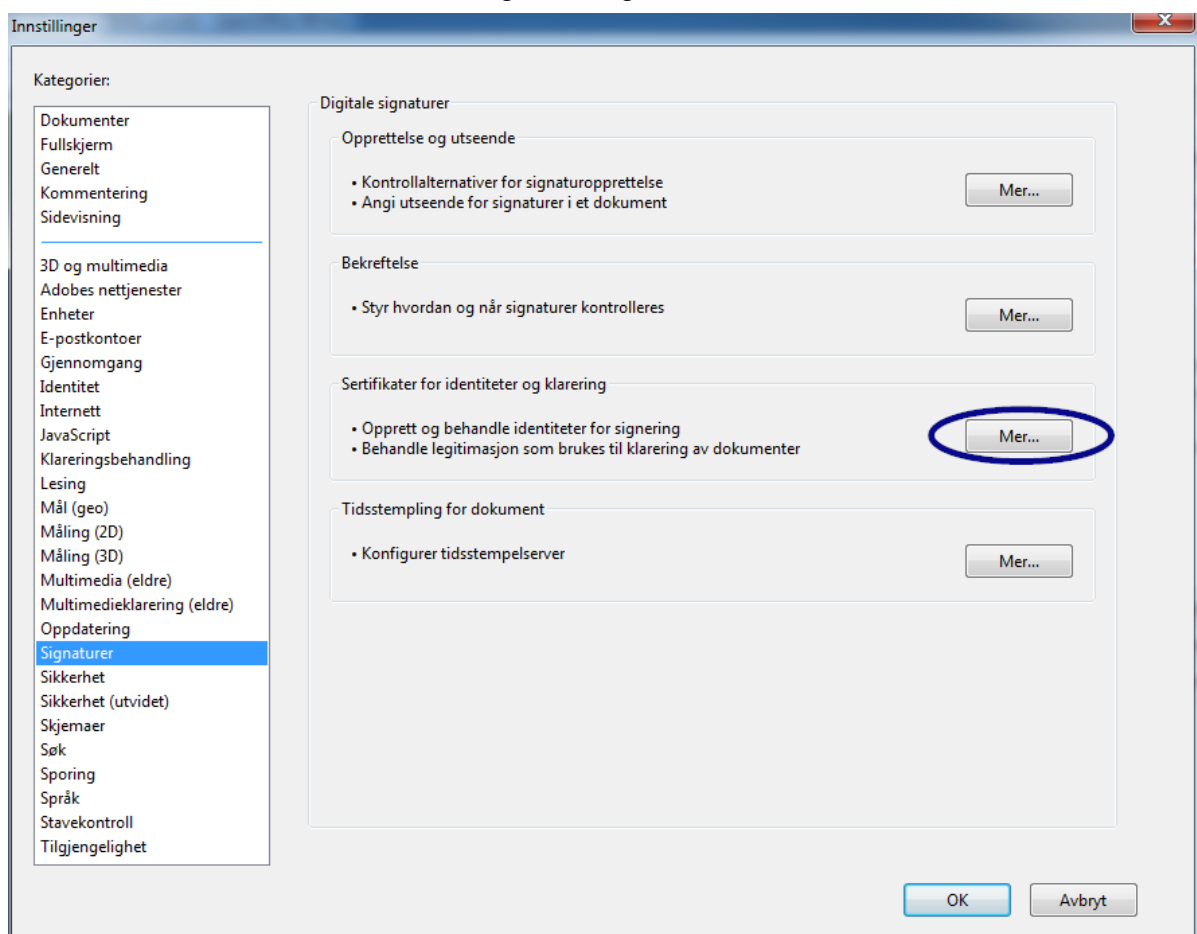 Innstillinger
Kategorier:
Dokumenter
Fullskjerm
Generelt
Kommentering
Sidevisning
3D og multimedia
Adobes nettjenester
Enheter
E-postkontoer
Gjennomgang
Identitet
Internett
JavaScript
Klareringsbehandling
Lesing
Mål (geo)
Måling (2D)
Måling (3D)
Multimedia (eldre)
Multimedieklarering (eldre)
Oppdatering
Signaturer
Sikkerhet
Sikkerhet (utvidet)
Skjemaer
Søk
Sporing
Språk
Stavekontroll
Tilgjengelighet
Digitale signaturer
Opprettelse og utseende
• Kontrollalternativer for signaturopprettelse
• Angi utseende for signaturer i et dokument
Mer...
Bekreftelse
• Styr hvordan og når signaturer kontrolleres
Mer...
Sertifikater for identiteter og klarering
• Opprett og behandle identiteter for signering
• Behandle legitimasjon som brukes til klarering av dokumenter
Mer...
Tidsstempling for dokument
• Konfigurer tidsstempelserver
Mer...
OK
Avbryt